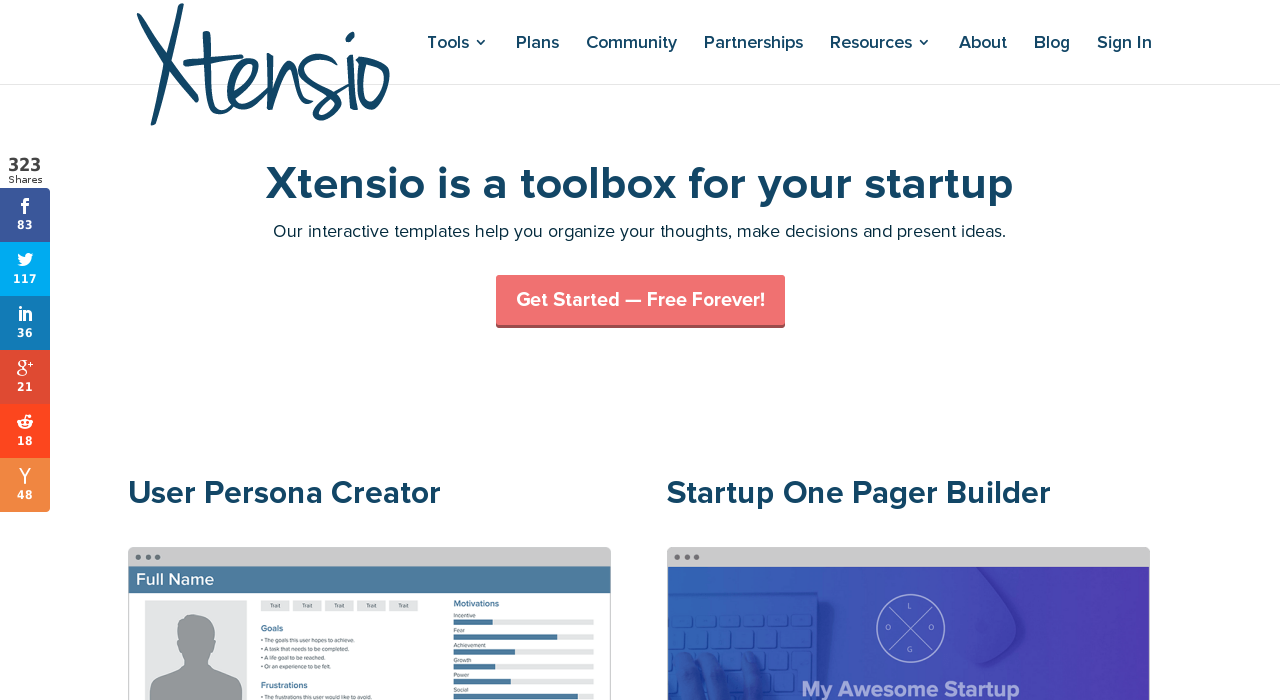 Xtensio
Tools Plans Community Partnerships Resources About Blog Sign In
323
Shares
83
117
36
21
18
48
Xtensio is a toolbox for your startup
Our interactive templates help you organize your thoughts, make decisions and present ideas.
Get Started — Free Forever!
User Persona Creator
Full Name
Trait Trait Trait Trait Trait
Goals
• The goals this user hopes to achieve.
• A task that needs to be completed.
• A life goal to be reached.
• Or an experience to be felt.
Frustrations
• The frustrations this user would like to avoid.
Motivations
Incentive
Fear
Achievement
Growth
Power
Social
Startup One Pager Builder
L
O O
G
My Awesome Startup